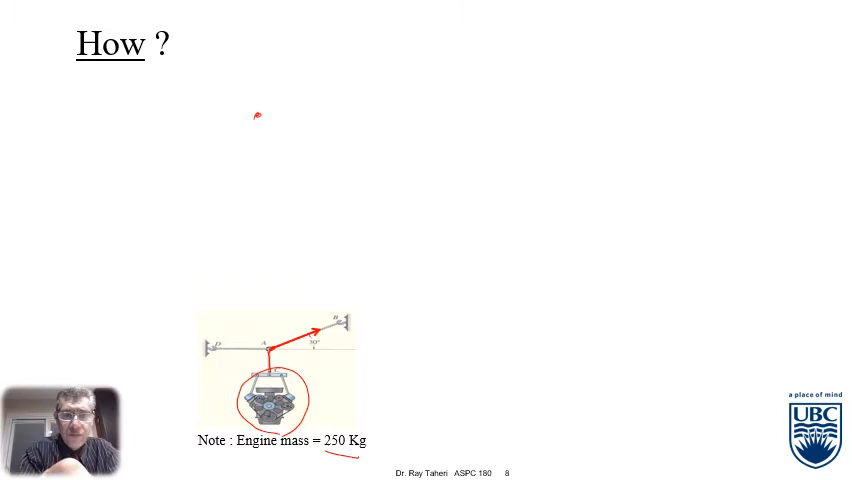 How ?
B
D
A
30°
Note : Engine mass = 250 Kg
a place of mind
UBC
Dr. Ray Taheri ASPC 180 8